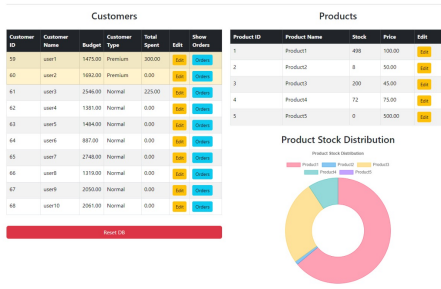 Customers
Customer ID Customer Name Budget Customer Type Total Spent Edit Show Orders
59 user1 1475.00 Premium 300.00 Edit Orders
60 user2 1692.00 Premium 0.00 Edit Orders
61 user3 2546.00 Normal 225.00 Edit Orders
62 user4 1381.00 Normal 0.00 Edit Orders
63 user5 1484.00 Normal 0.00 Edit Orders
64 user6 887.00 Normal 0.00 Edit Orders
65 user7 2748.00 Normal 0.00 Edit Orders
66 user8 1319.00 Normal 0.00 Edit Orders
67 user9 2050.00 Normal 0.00 Edit Orders
68 user10 2061.00 Normal 0.00 Edit Orders
Reset DB
Products
Product ID Product Name Stock Price Edit
1 Product1 498 100.00 Edit
2 Product2 8 50.00 Edit
3 Product3 200 45.00 Edit
4 Product4 72 75.00 Edit
5 Product5 0 500.00 Edit
Product Stock Distribution
Product Stock Distribution
Product1 Product2 Product3
Product4 Product5